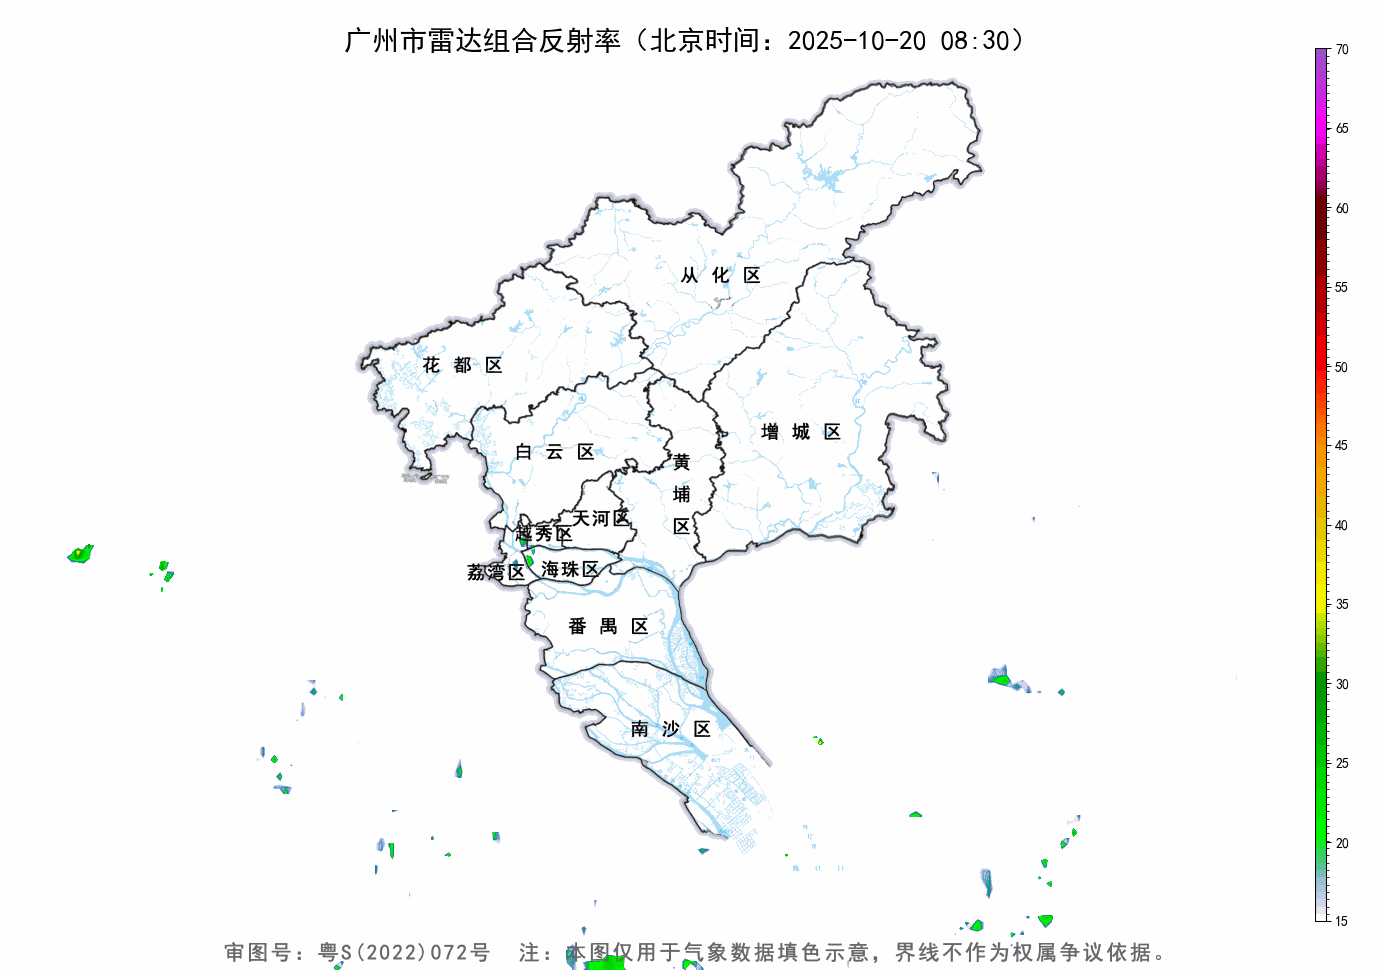 广州市雷达组合反射率（北京时间：2025-10-20 08:30）
70
65
60
55
50
45
40
35
30
25
20
15
从化区
花都区
增城区
白云区
黄埔区
天河区
越秀区
海珠区
荔湾区
番禺区
南沙区
审图号：粤S(2022)072号 注：本图仅用于气象数据填色示意，界线不作为权属争议依据。